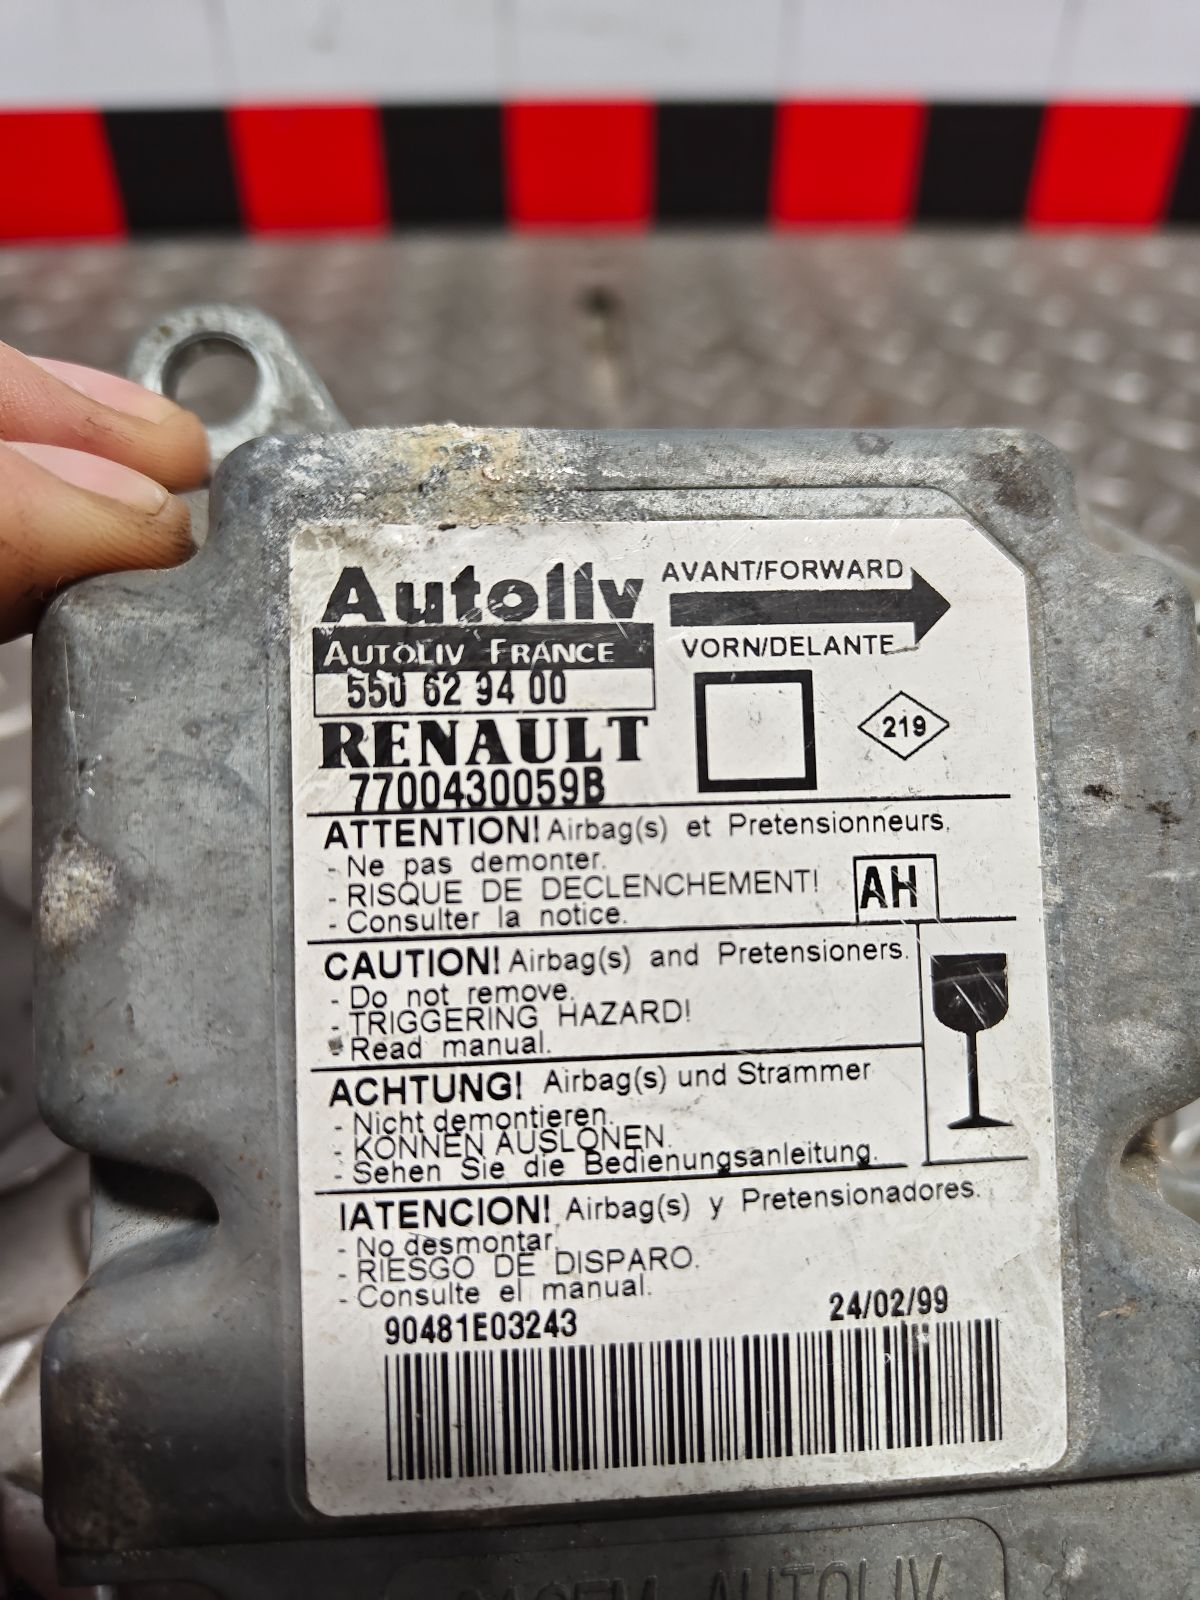 Autoliv
AUTOLIV FRANCE
550 62 94 00
RENAULT
7700430059B
AVANT/FORWARD
VORN/DELANTE
219
ATTENTION! Airbag(s) et Pretensionneurs.
- Ne pas demonter.
- RISQUE DE DECLENCHEMENT!
- Consulter la notice.
AH
CAUTION! Airbag(s) and Pretensioners.
- Do not remove.
- TRIGGERING HAZARD!
- Read manual.
ACHTUNG! Airbag(s) und Strammer
- Nicht demontieren.
- KONNEN AUSLONEN.
- Sehen Sie die Bedienungsanleitung.
IATENCION! Airbag(s) y Pretensionadores.
- No desmontar.
- RIESGO DE DISPARO.
- Consulte el manual.
90481E03243
24/02/99
AUTOLIV